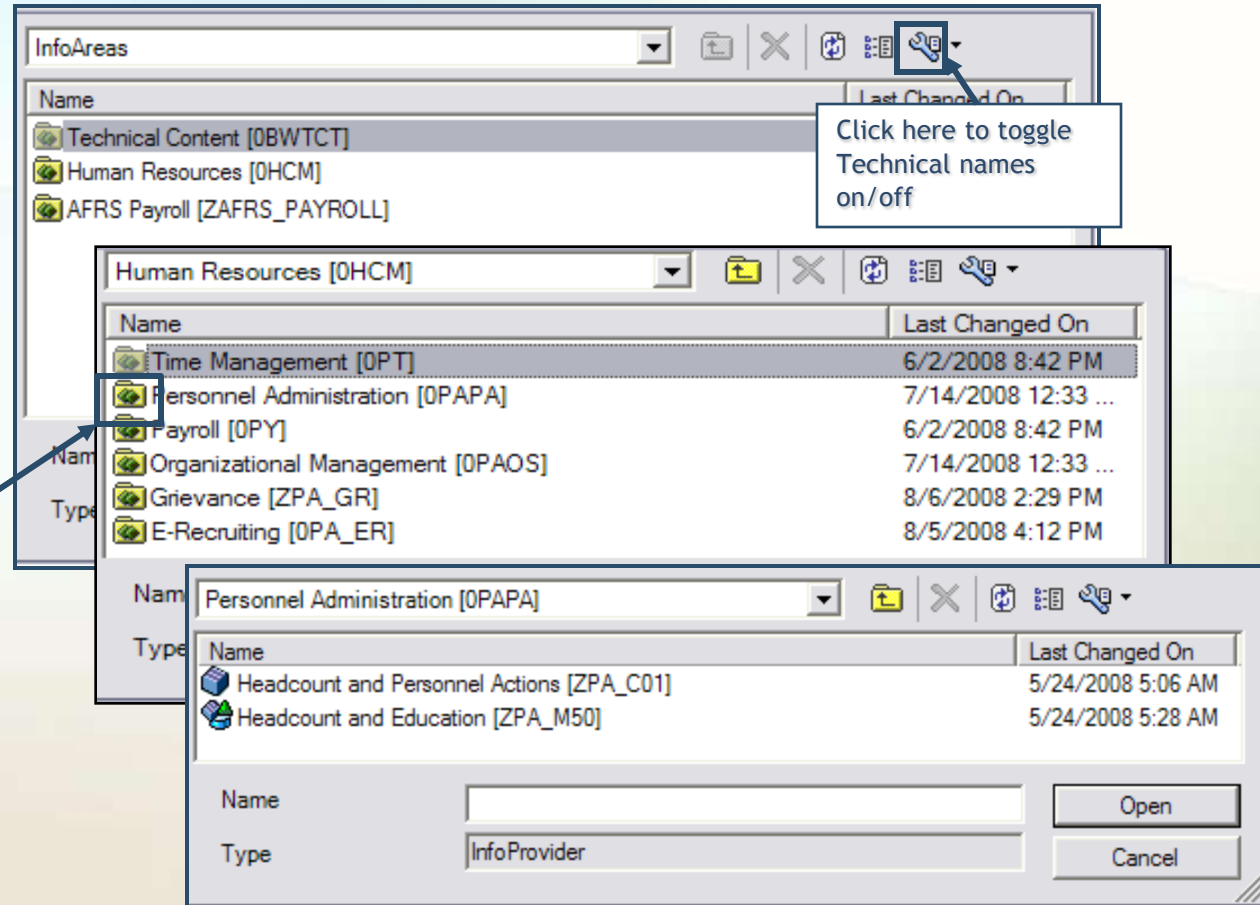 InfoAreas
Name Last Changed On
Technical Content [0BWTCT]
Human Resources [0HCM]
AFRS Payroll [ZAFRS_PAYROLL]
Click here to toggle
Technical names
on/off
Human Resources [0HCM]
Name Last Changed On
Time Management [0PT] 6/2/2008 8:42 PM
Personnel Administration [0PAPA] 7/14/2008 12:33 ...
Payroll [0PY] 6/2/2008 8:42 PM
Organizational Management [0PAOS] 7/14/2008 12:33 ...
Grievance [ZPA_GR] 8/6/2008 2:29 PM
E-Recruiting [0PA_ER] 8/5/2008 4:12 PM
Nam
Type
Nam
Type
Personnel Administration [0PAPA]
Name Last Changed On
Headcount and Personnel Actions [ZPA_C01] 5/24/2008 5:06 AM
Headcount and Education [ZPA_M50] 5/24/2008 5:28 AM
Name
Open
Type InfoProvider
Cancel